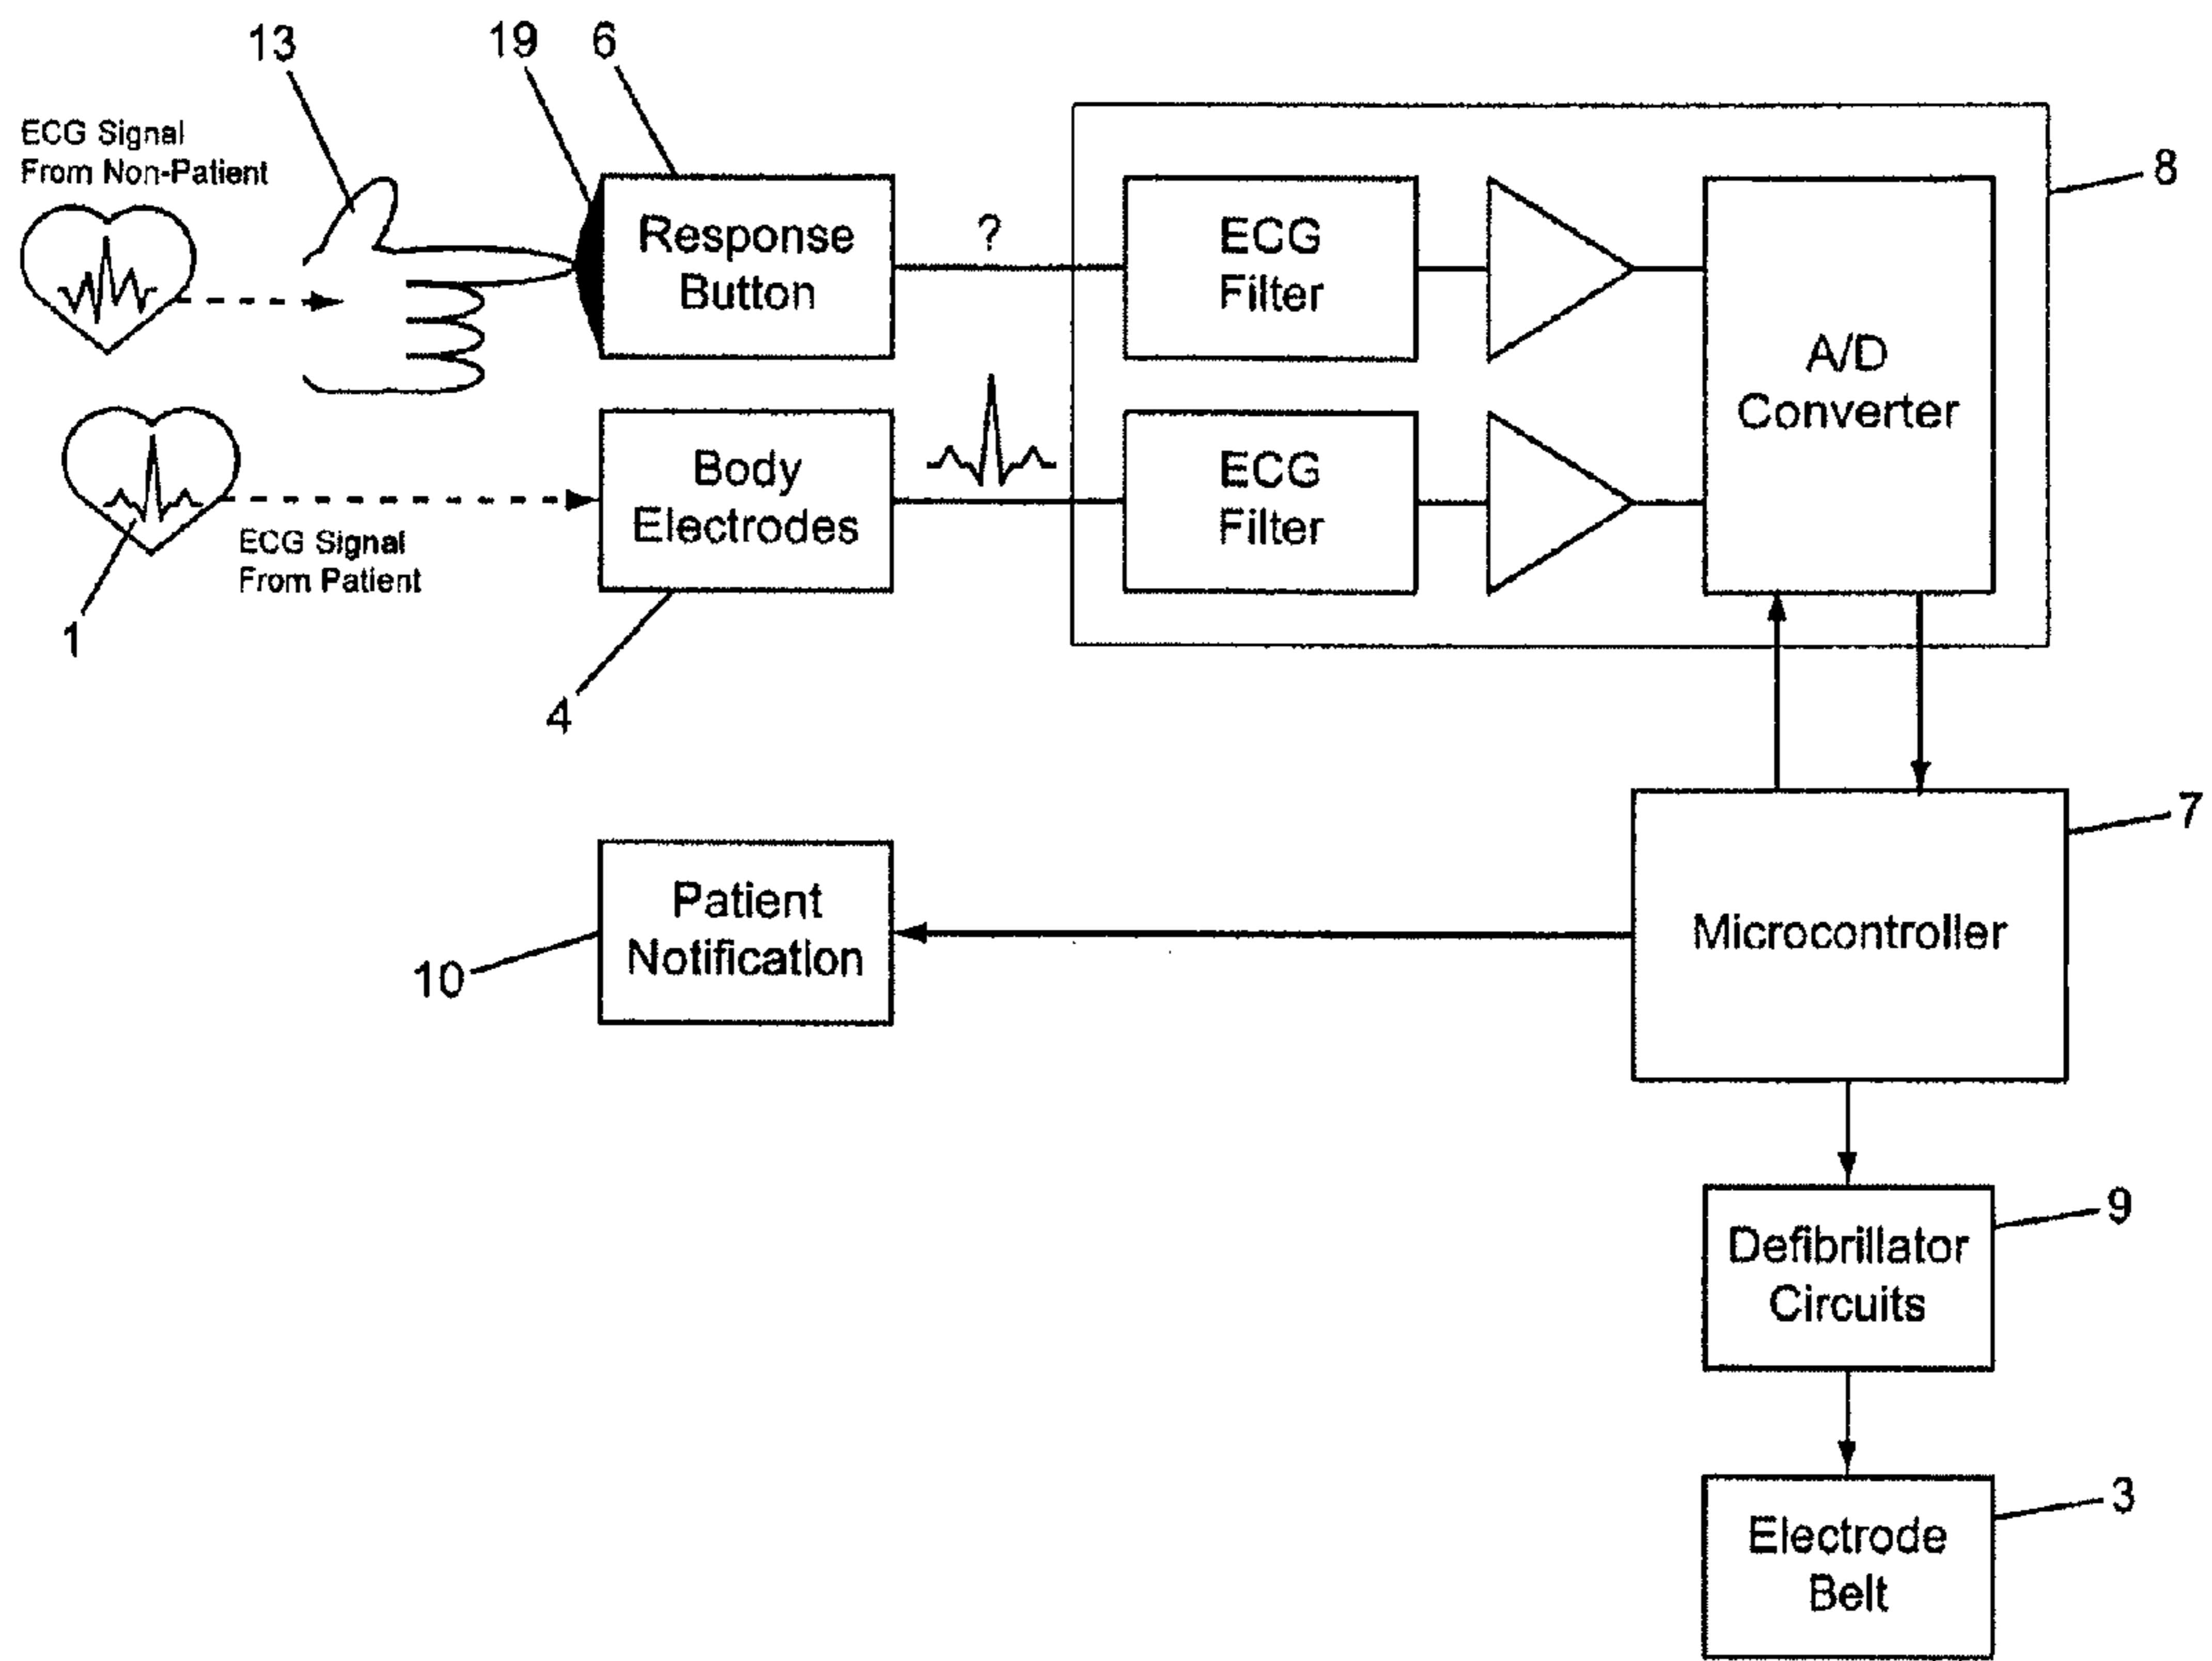 13
19
6
ECG Signal
From Non-Patient
8
Response
Button
?
ECG
Filter
A/D
Converter
Body
Electrodes
ECG
Filter
ECG Signal
From Patient
1
4
7
Patient
Notification
Microcontroller
10
9
Defibrillator
Circuits
3
Electrode
Belt